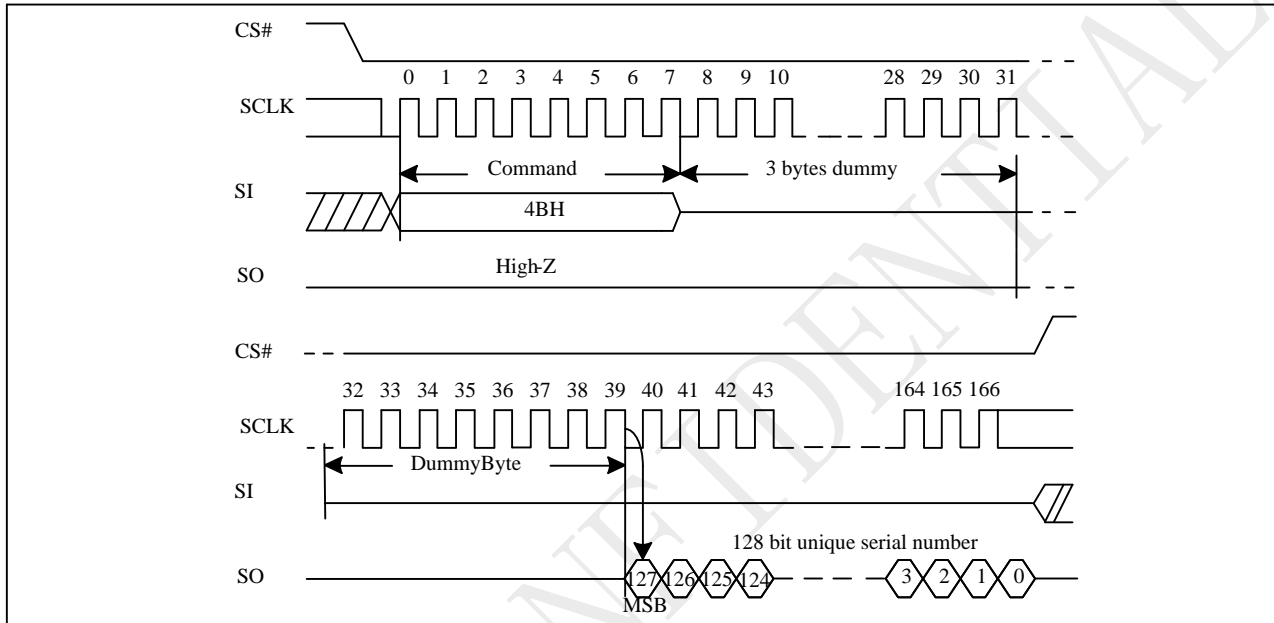 CS#
0 1 2 3 4 5 6 7 8 9 10 28 29 30 31
SCLK
Command 3 bytes dummy
SI
4BH
High-Z
SO
CS#
32 33 34 35 36 37 38 39 40 41 42 43 164 165 166
SCLK
DummyByte
SI
128 bit unique serial number
SO 127 126 125 124 3 2 1 0
MSB